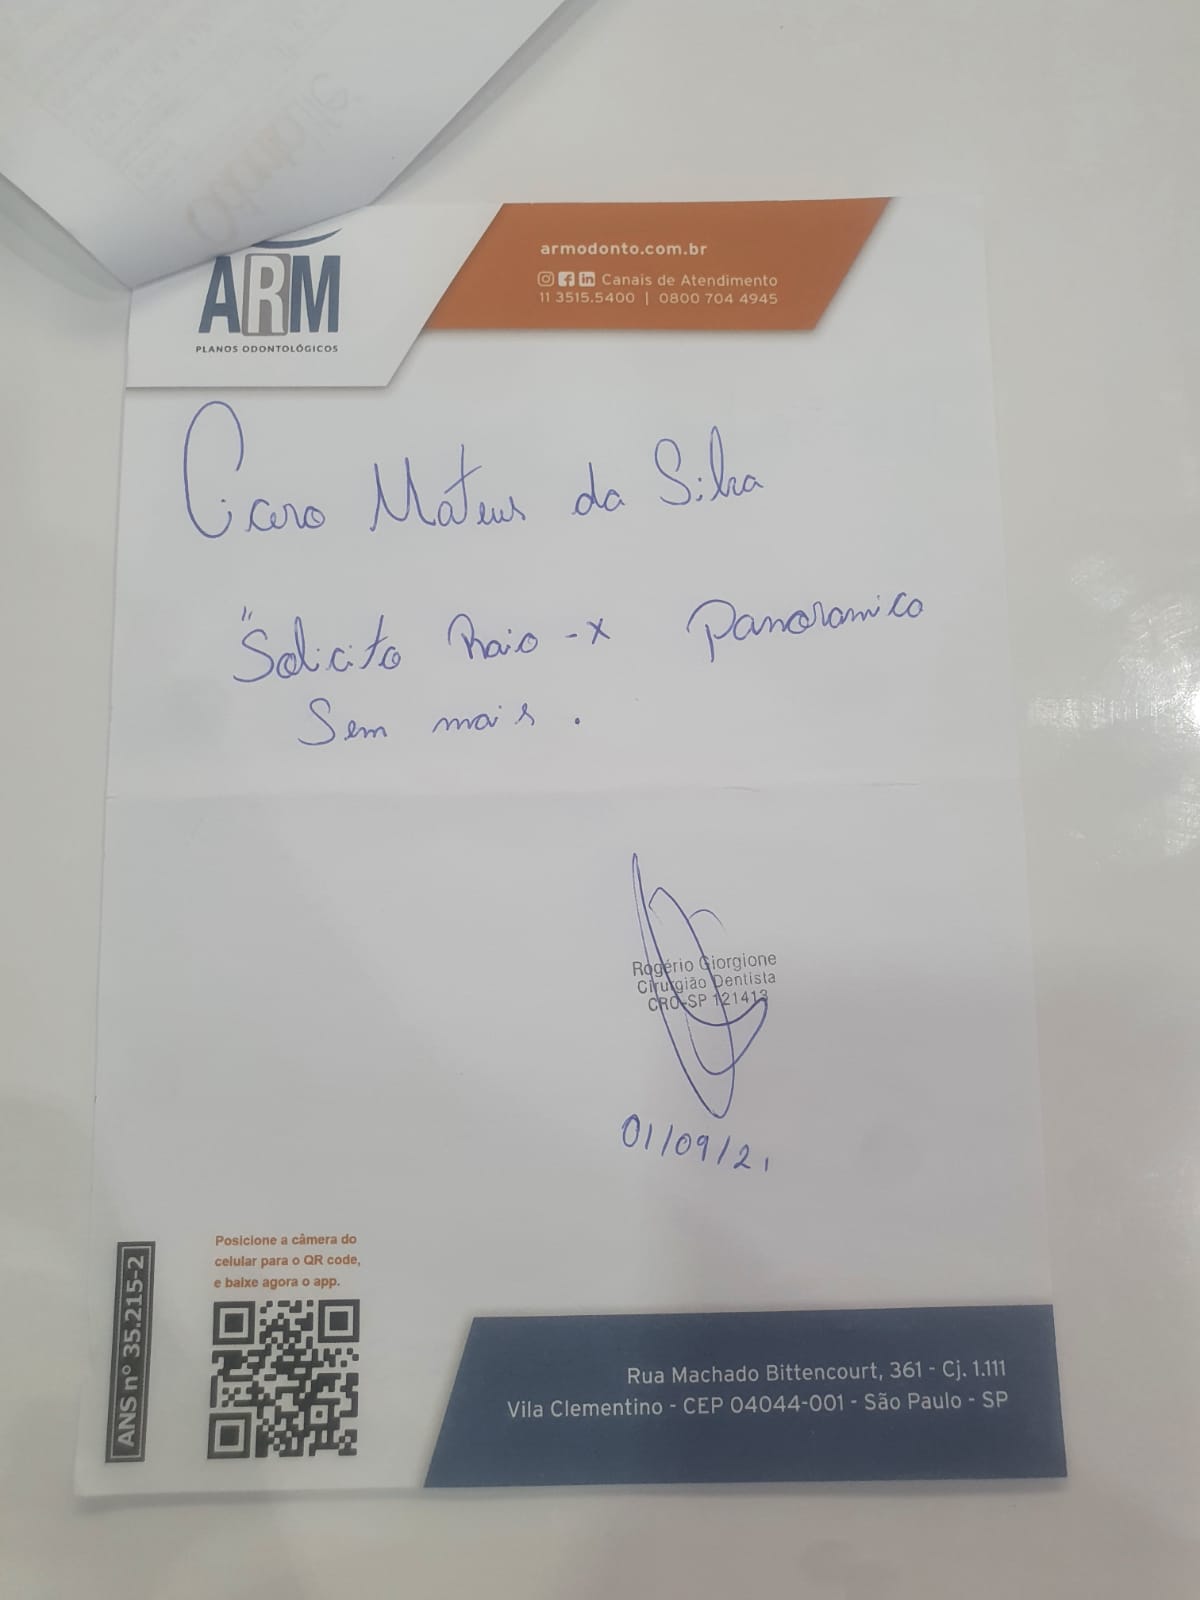 ARM
PLANOS ODONTOLÓGICOS
armodonto.com.br
Canais de Atendimento
11 3515.5400 | 0800 704 4945
Cicero Mateus da Silva
"Solicito Raio-X Panoramico
Sem mais.
Rogério Giorgione
Cirurgião Dentista
CRO-SP 121413
01/09/21
ANS nº 35.215-2
Posicione a câmera do
celular para o QR code,
e baixe agora o app.
Rua Machado Bittencourt, 361 - Cj. 1.111
Vila Clementino - CEP 04044-001 - São Paulo - SP